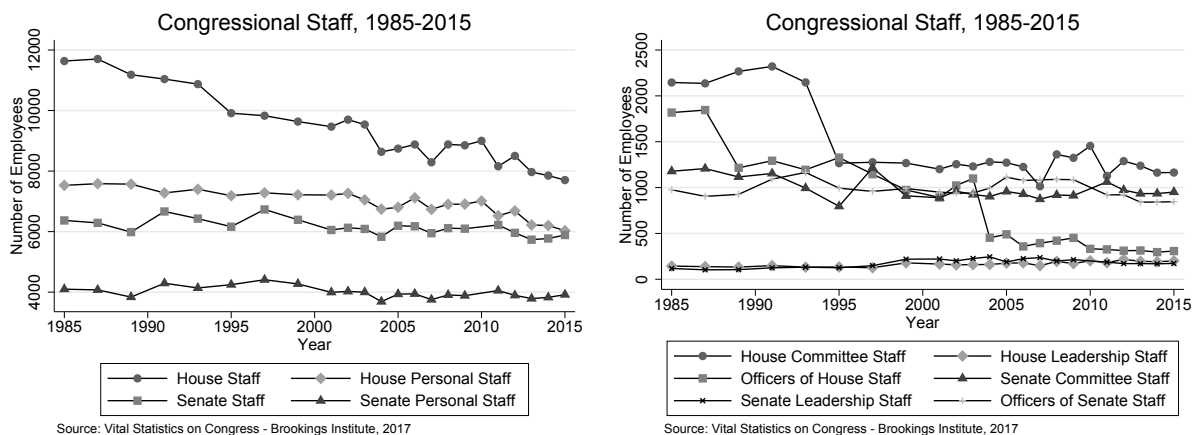 Congressional Staff, 1985-2015
Number of Employees
12000
10000
8000
6000
4000
1985 1990 1995 2000 2005 2010 2015
Year
House Staff House Personal Staff
Senate Staff Senate Personal Staff
Source: Vital Statistics on Congress - Brookings Institute, 2017
Congressional Staff, 1985-2015
Number of Employees
2500
2000
1500
1000
500
0
1985 1990 1995 2000 2005 2010 2015
Year
House Committee Staff House Leadership Staff
Officers of House Staff Senate Committee Staff
Senate Leadership Staff Officers of Senate Staff
Source: Vital Statistics on Congress - Brookings Institute, 2017